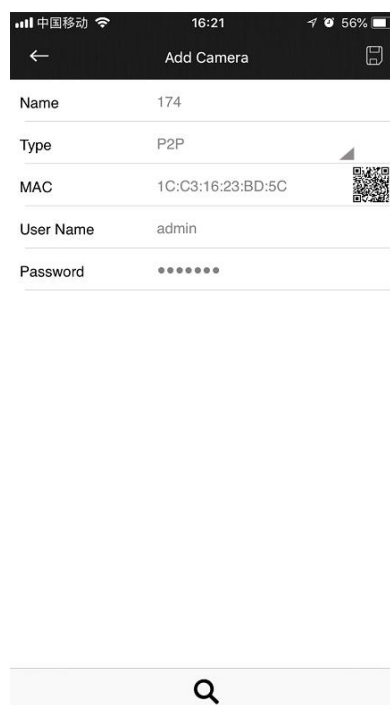 中国移动 16:21 56%
Add Camera
Name 174
Type P2P
MAC 1C:C3:16:23:BD:5C
User Name admin
Password •••••••